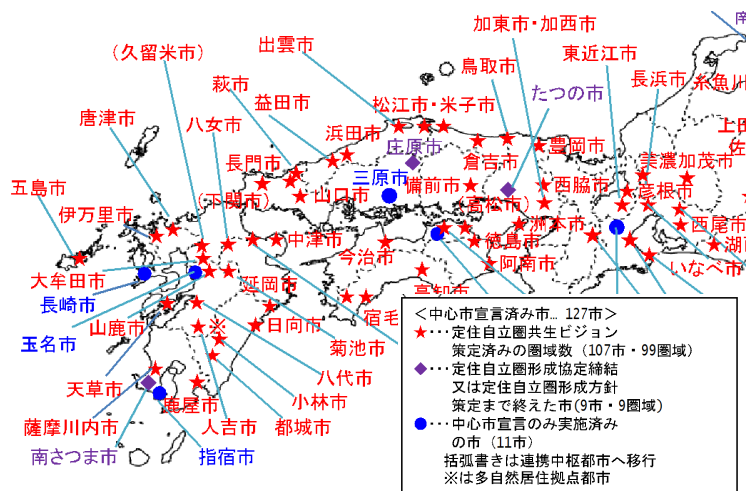 加東市・加西市
出雲市
(久留米市)
鳥取市
東近江市
長浜市
糸魚川
萩市
たつの市
益田市
松江市・米子市
唐津市
八女市
浜田市
庄原市
豊岡市
長門市
倉吉市
美濃加茂市
五島市
三原市
備前市
西脇市
彦根市
(下関市)
山口市
(高松市)
洲本市
西尾市
伊万里市
中津市
徳島市
湖西
今治市
阿南市
いなべ市
大牟田市
延岡市
高知市
長崎市
宿毛
山鹿市
※
日向市
玉名市
菊池市
八代市
天草市
小林市
鹿屋市
薩摩川内市
人吉市
都城市
南さつま市
指宿市
<中心市宣言済み市… 127市>
★・・・定住自立圏共生ビジョン
策定済みの圏域数(107市・99圏域)
◆・・・定住自立圏形成協定締結
又は定住自立圏形成方針
策定まで終えた市(9市・9圏域)
●・・・中心市宣言のみ実施済み
の市(11市)
括弧書きは連携中枢都市へ移行
※は多自然居住拠点都市